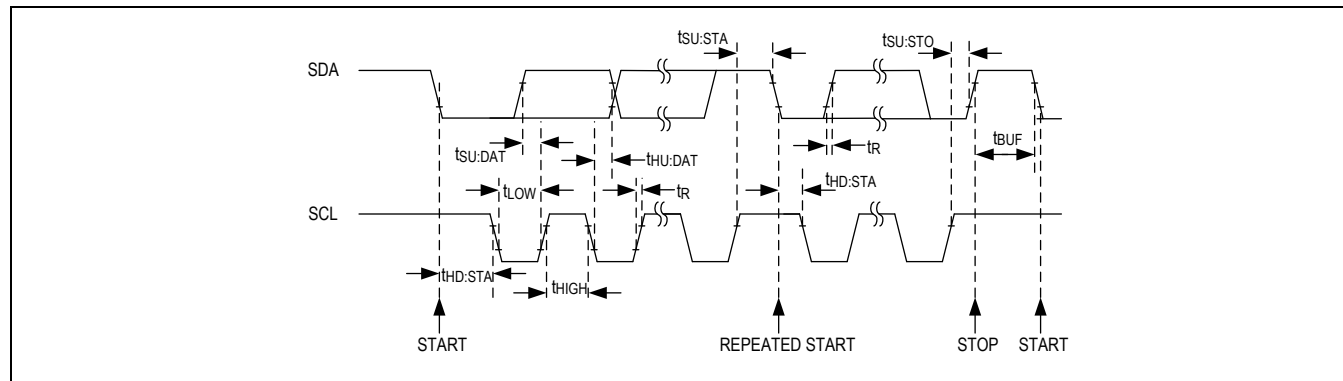 tSU:STA
tSU:STO
SDA
tSU:DAT
tHU:DAT
tR
tBUF
tLOW
tR
tHD:STA
SCL
tHD:STA
tHIGH
START
REPEATED START
STOP
START